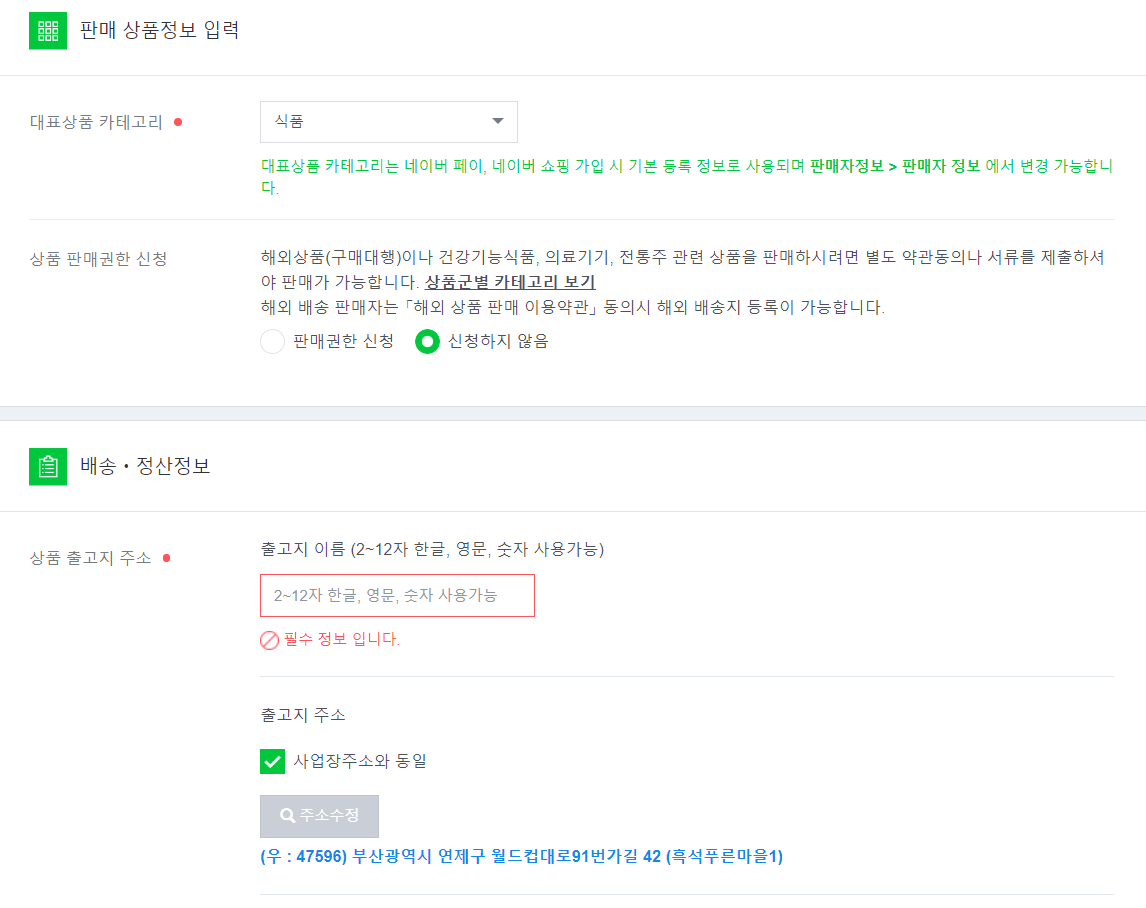 판매 상품정보 입력
대표상품 카테고리
식품
대표상품 카테고리는 네이버 페이, 네이버 쇼핑 가입 시 기본 등록 정보로 사용되며 판매자정보 > 판매자 정보 에서 변경 가능합니
다.
상품 판매권한 신청
해외상품(구매대행)이나 건강기능식품, 의료기기, 전통주 관련 상품을 판매하시려면 별도 약관동의나 서류를 제출하셔
야 판매가 가능합니다. 상품군별 카테고리 보기
해외 배송 판매자는 「해외 상품 판매 이용약관」 동의시 해외 배송지 등록이 가능합니다.
판매권한 신청 신청하지 않음
배송・정산정보
상품 출고지 주소
출고지 이름 (2~12자 한글, 영문, 숫자 사용가능)
2~12자 한글, 영문, 숫자 사용가능
필수 정보 입니다.
출고지 주소
사업장주소와 동일
주소수정
(우 : 47596) 부산광역시 연제구 월드컵대로91번가길 42 (흑석푸른마을1)